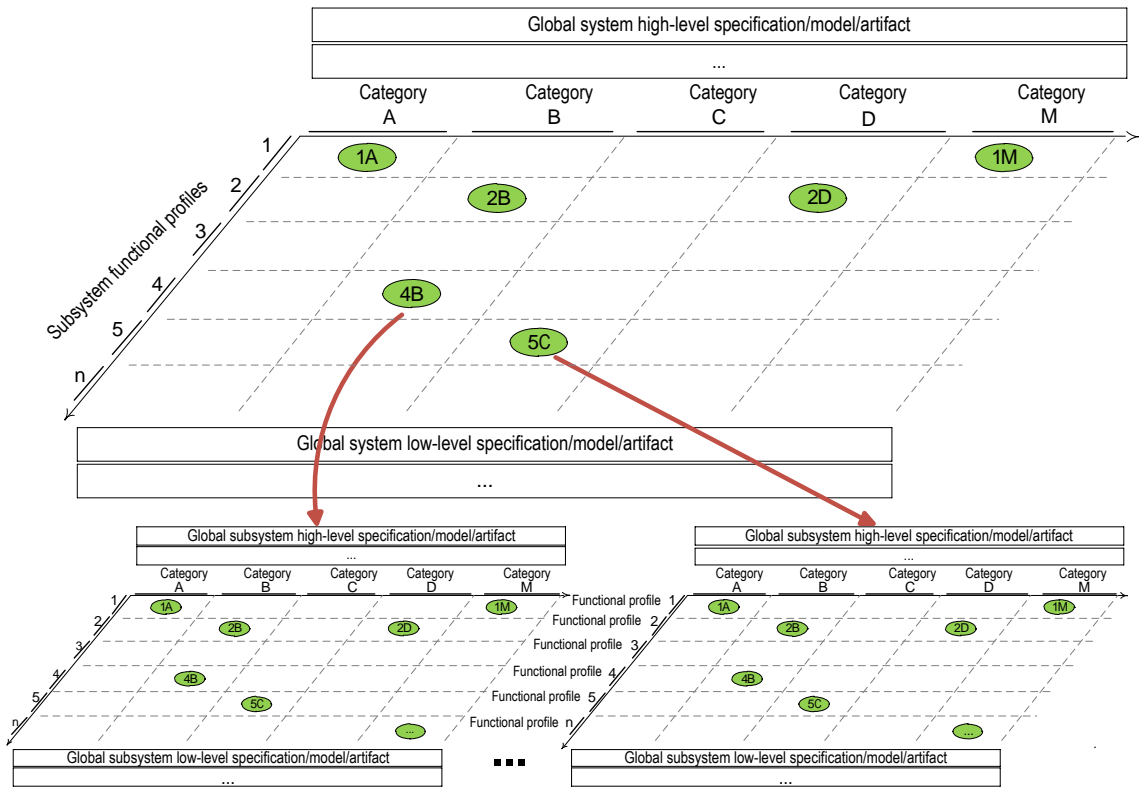 Global system high-level specification/model/artifact
...
Category A
Category B
Category C
Category D
Category M
Subsystem functional profiles
1
2
3
4
5
n
1A
1M
2B
2D
4B
5C
Global system low-level specification/model/artifact
...
Global subsystem high-level specification/model/artifact
...
Category A
Category B
Category C
Category D
Category M
1
2
3
4
5
n
1A
1M
2B
2D
4B
5C
...
Global subsystem low-level specification/model/artifact
...
...
Global subsystem high-level specification/model/artifact
...
Category A
Category B
Category C
Category D
Category M
Functional profile 1
Functional profile 2
Functional profile 3
Functional profile 4
Functional profile 5
Functional profile n
1A
1M
2B
2D
4B
5C
...
Global subsystem low-level specification/model/artifact
...